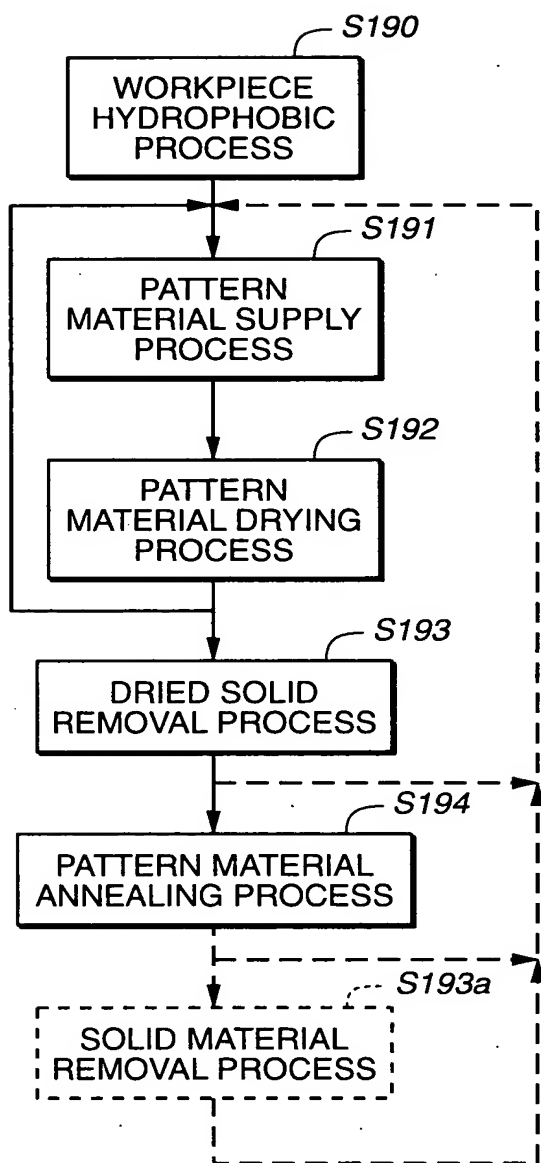 S190
WORKPIECE
HYDROPHOBIC
PROCESS
S191
PATTERN
MATERIAL SUPPLY
PROCESS
S192
PATTERN
MATERIAL DRYING
PROCESS
S193
DRIED SOLID
REMOVAL PROCESS
S194
PATTERN MATERIAL
ANNEALING PROCESS
S193a
SOLID MATERIAL
REMOVAL PROCESS